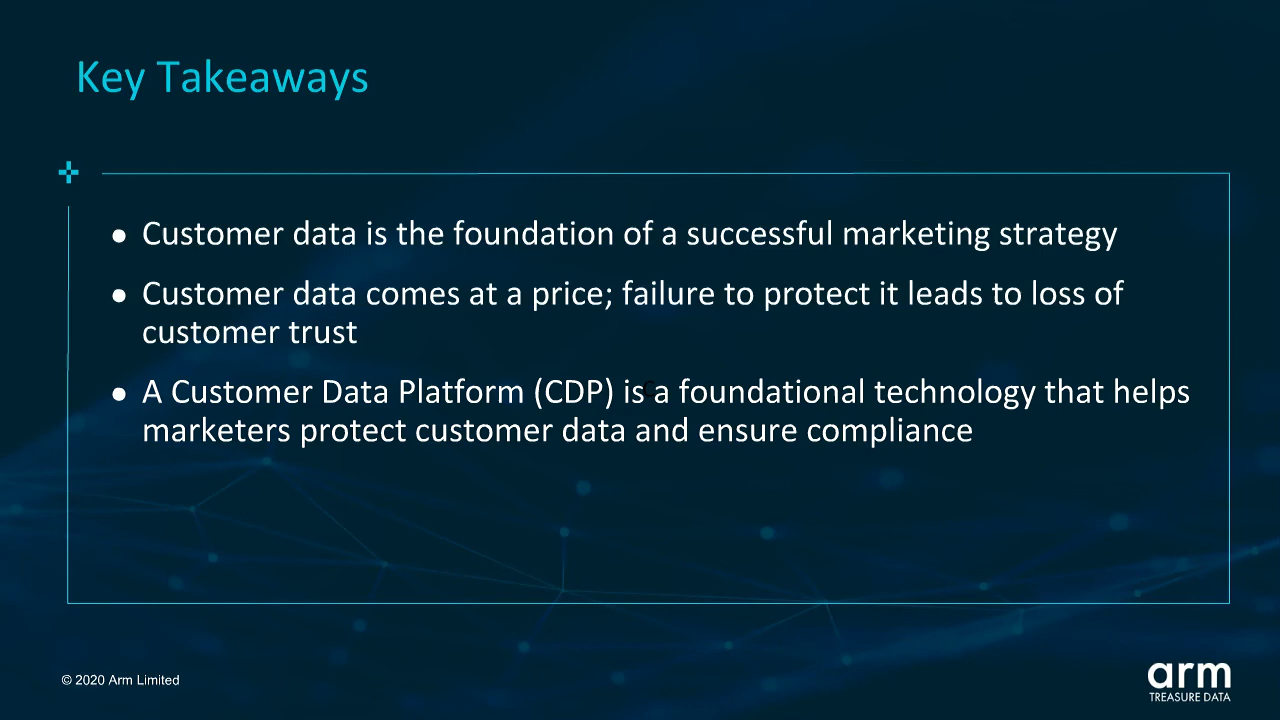 Key Takeaways
● Customer data is the foundation of a successful marketing strategy
● Customer data comes at a price; failure to protect it leads to loss of
customer trust
● A Customer Data Platform (CDP) is a foundational technology that helps
marketers protect customer data and ensure compliance
© 2020 Arm Limited
arm
TREASURE DATA